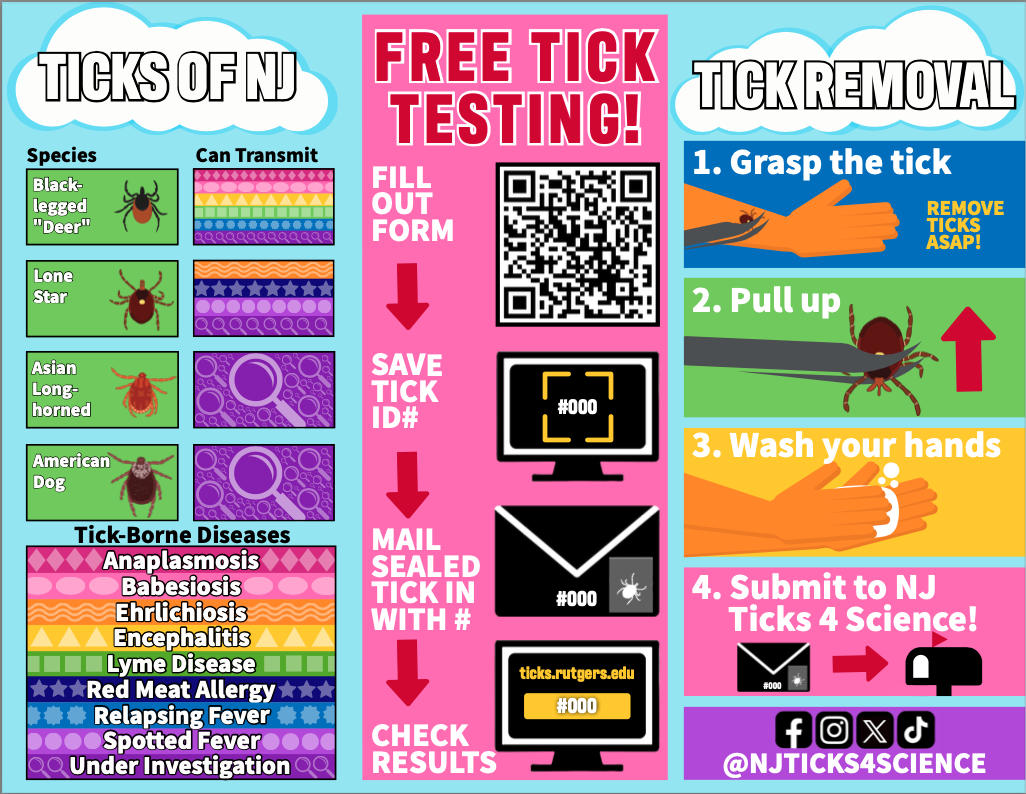 TICKS OF NJ
Species
Can Transmit
Black-
legged
"Deer"
Lone
Star
Asian
Long-
horned
American
Dog
Tick-Borne Diseases
Anaplasmosis
Babesiosis
Ehrlichiosis
Encephalitis
Lyme Disease
Red Meat Allergy
Relapsing Fever
Spotted Fever
Under Investigation
FREE TICK
TESTING!
FILL
OUT
FORM
SAVE
TICK
ID#
#000
MAIL
SEALED
TICK IN
WITH #
#000
ticks.rutgers.edu
#000
CHECK
RESULTS
TICK REMOVAL
1. Grasp the tick
REMOVE
TICKS
ASAP!
2. Pull up
3. Wash your hands
4. Submit to NJ
Ticks 4 Science!
#000
@NJTICKS4SCIENCE